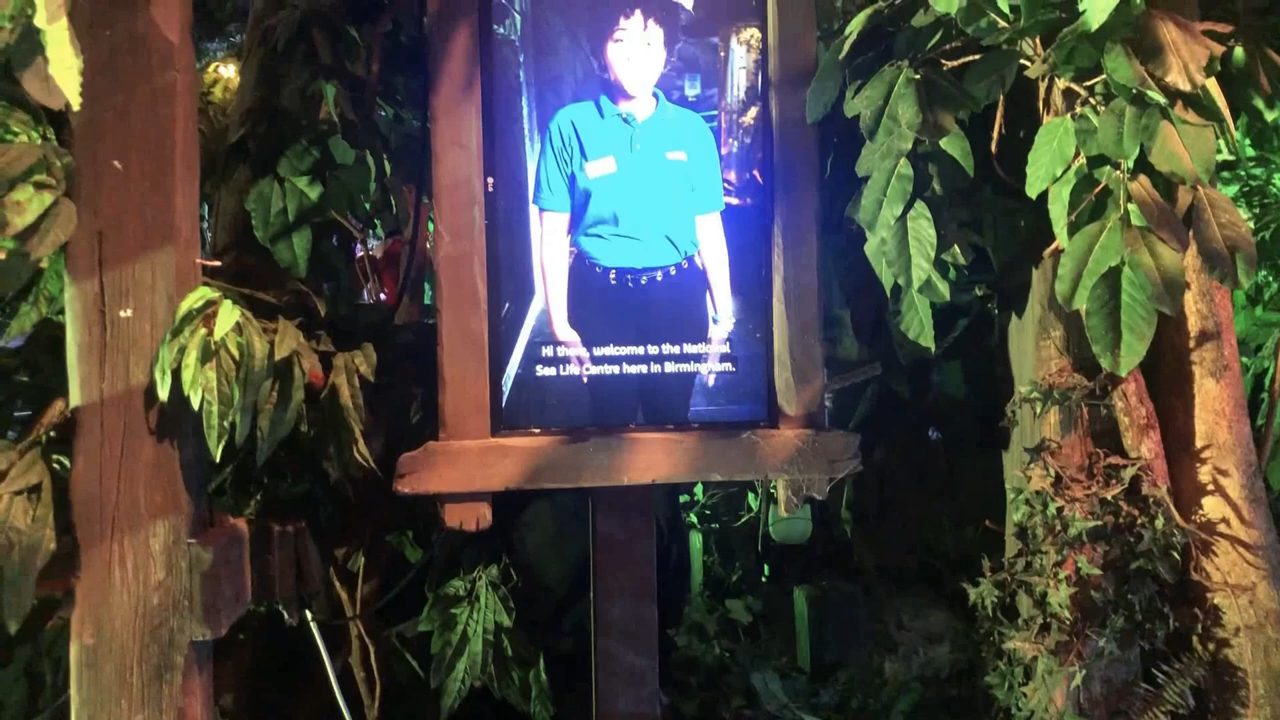 Hi there, welcome to the National
Sea Life Centre here in Birmingham.